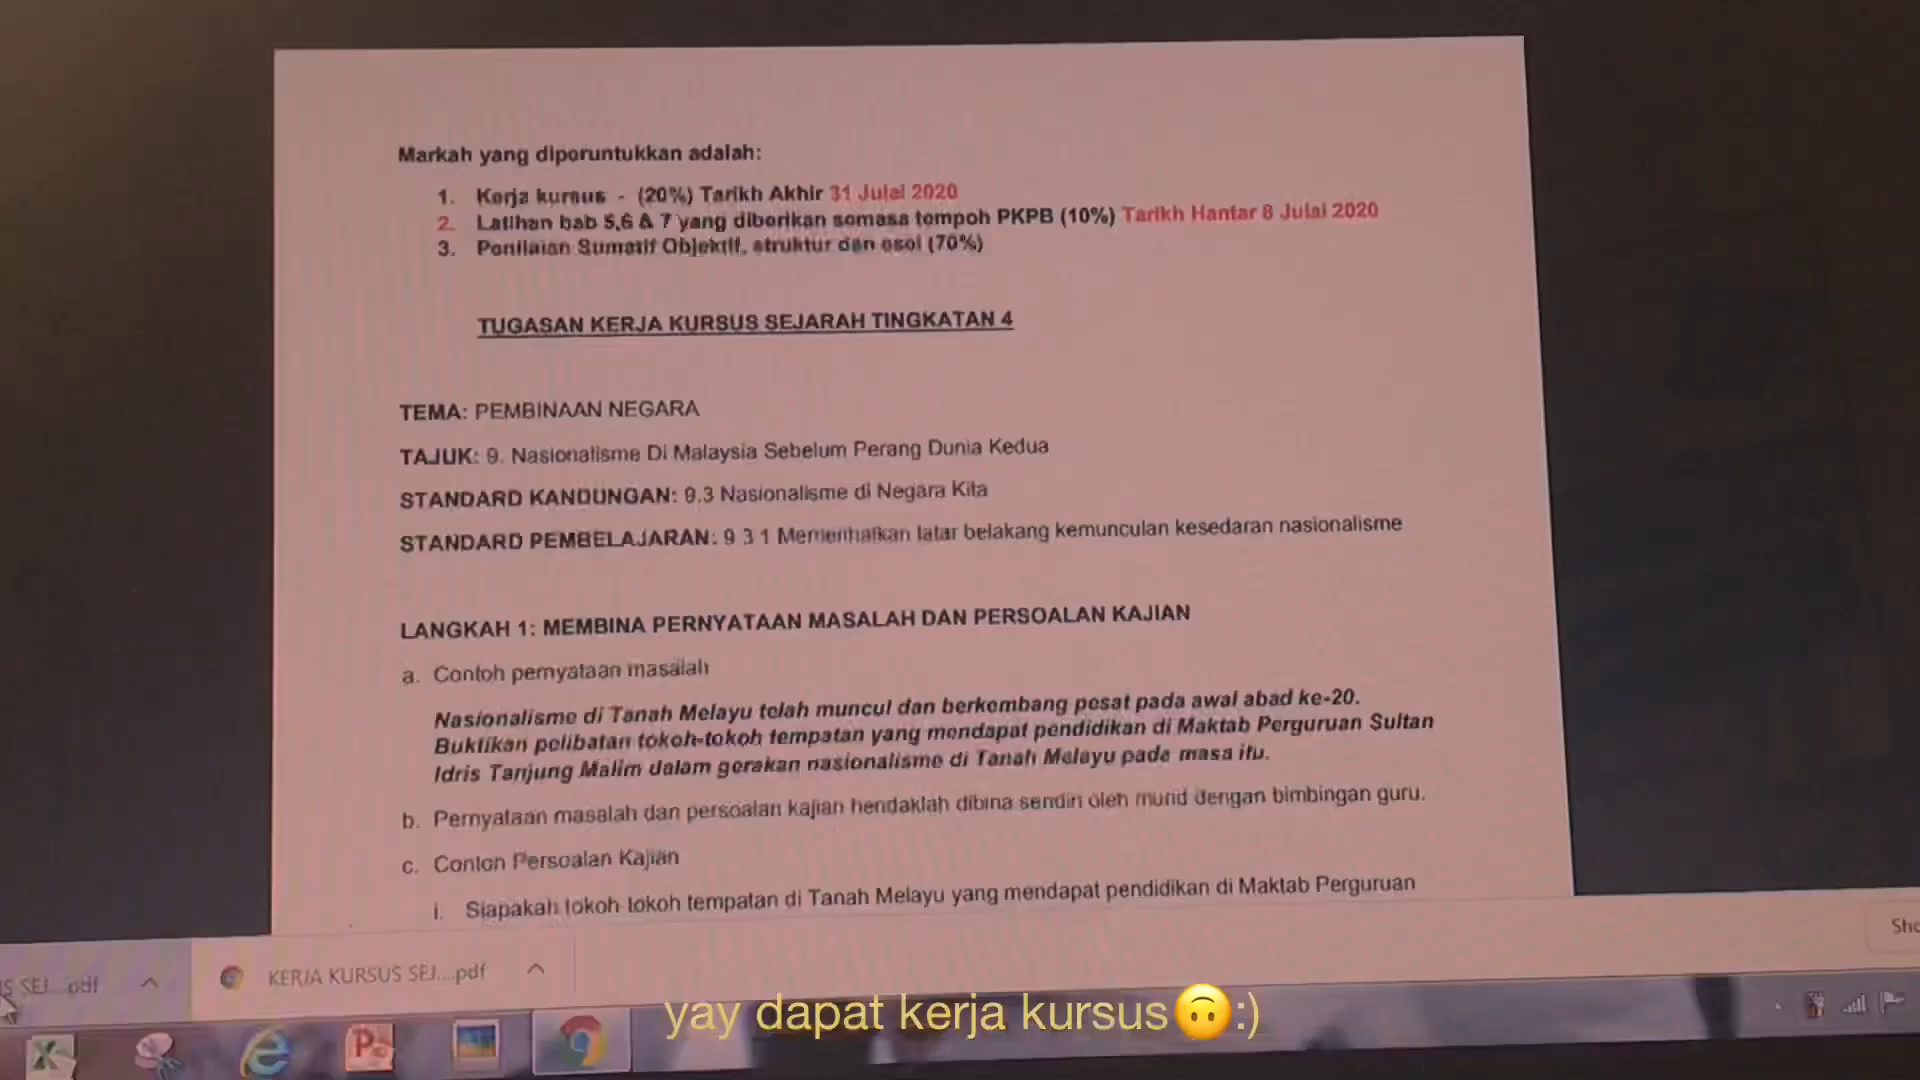 Markah yang diperuntukkan adalah:
1. Kerja kursus - (20%) Tarikh Akhir 31 Julai 2020
2. Latihan bab 5,6 & 7 yang diberikan semasa tempoh PKPB (10%) Tarikh Hantar 8 Julai 2020
3. Penilaian Sumatif Objektif, struktur dan esei (70%)
TUGASAN KERJA KURSUS SEJARAH TINGKATAN 4
TEMA: PEMBINAAN NEGARA
TAJUK: 9. Nasionalisme Di Malaysia Sebelum Perang Dunia Kedua
STANDARD KANDUNGAN: 9.3 Nasionalisme di Negara Kita
STANDARD PEMBELAJARAN: 9.3.1 Memerihalkan latar belakang kemunculan kesedaran nasionalisme
LANGKAH 1: MEMBINA PERNYATAAN MASALAH DAN PERSOALAN KAJIAN
a. Contoh pernyataan masalah
Nasionalisme di Tanah Melayu telah muncul dan berkembang pesat pada awal abad ke-20.
Buktikan pelibatan tokoh-tokoh tempatan yang mendapat pendidikan di Maktab Perguruan Sultan
Idris Tanjung Malim dalam gerakan nasionalisme di Tanah Melayu pada masa itu.
b. Pernyataan masalah dan persoalan kajian hendaklah dibina sendiri oleh murid dengan bimbingan guru.
c. Contoh Persoalan Kajian
i. Siapakah tokoh-tokoh tempatan di Tanah Melayu yang mendapat pendidikan di Maktab Perguruan
Sho
S SEJ....pdf
KERJA KURSUS SEJ....pdf
yay dapat kerja kursus🙃:)